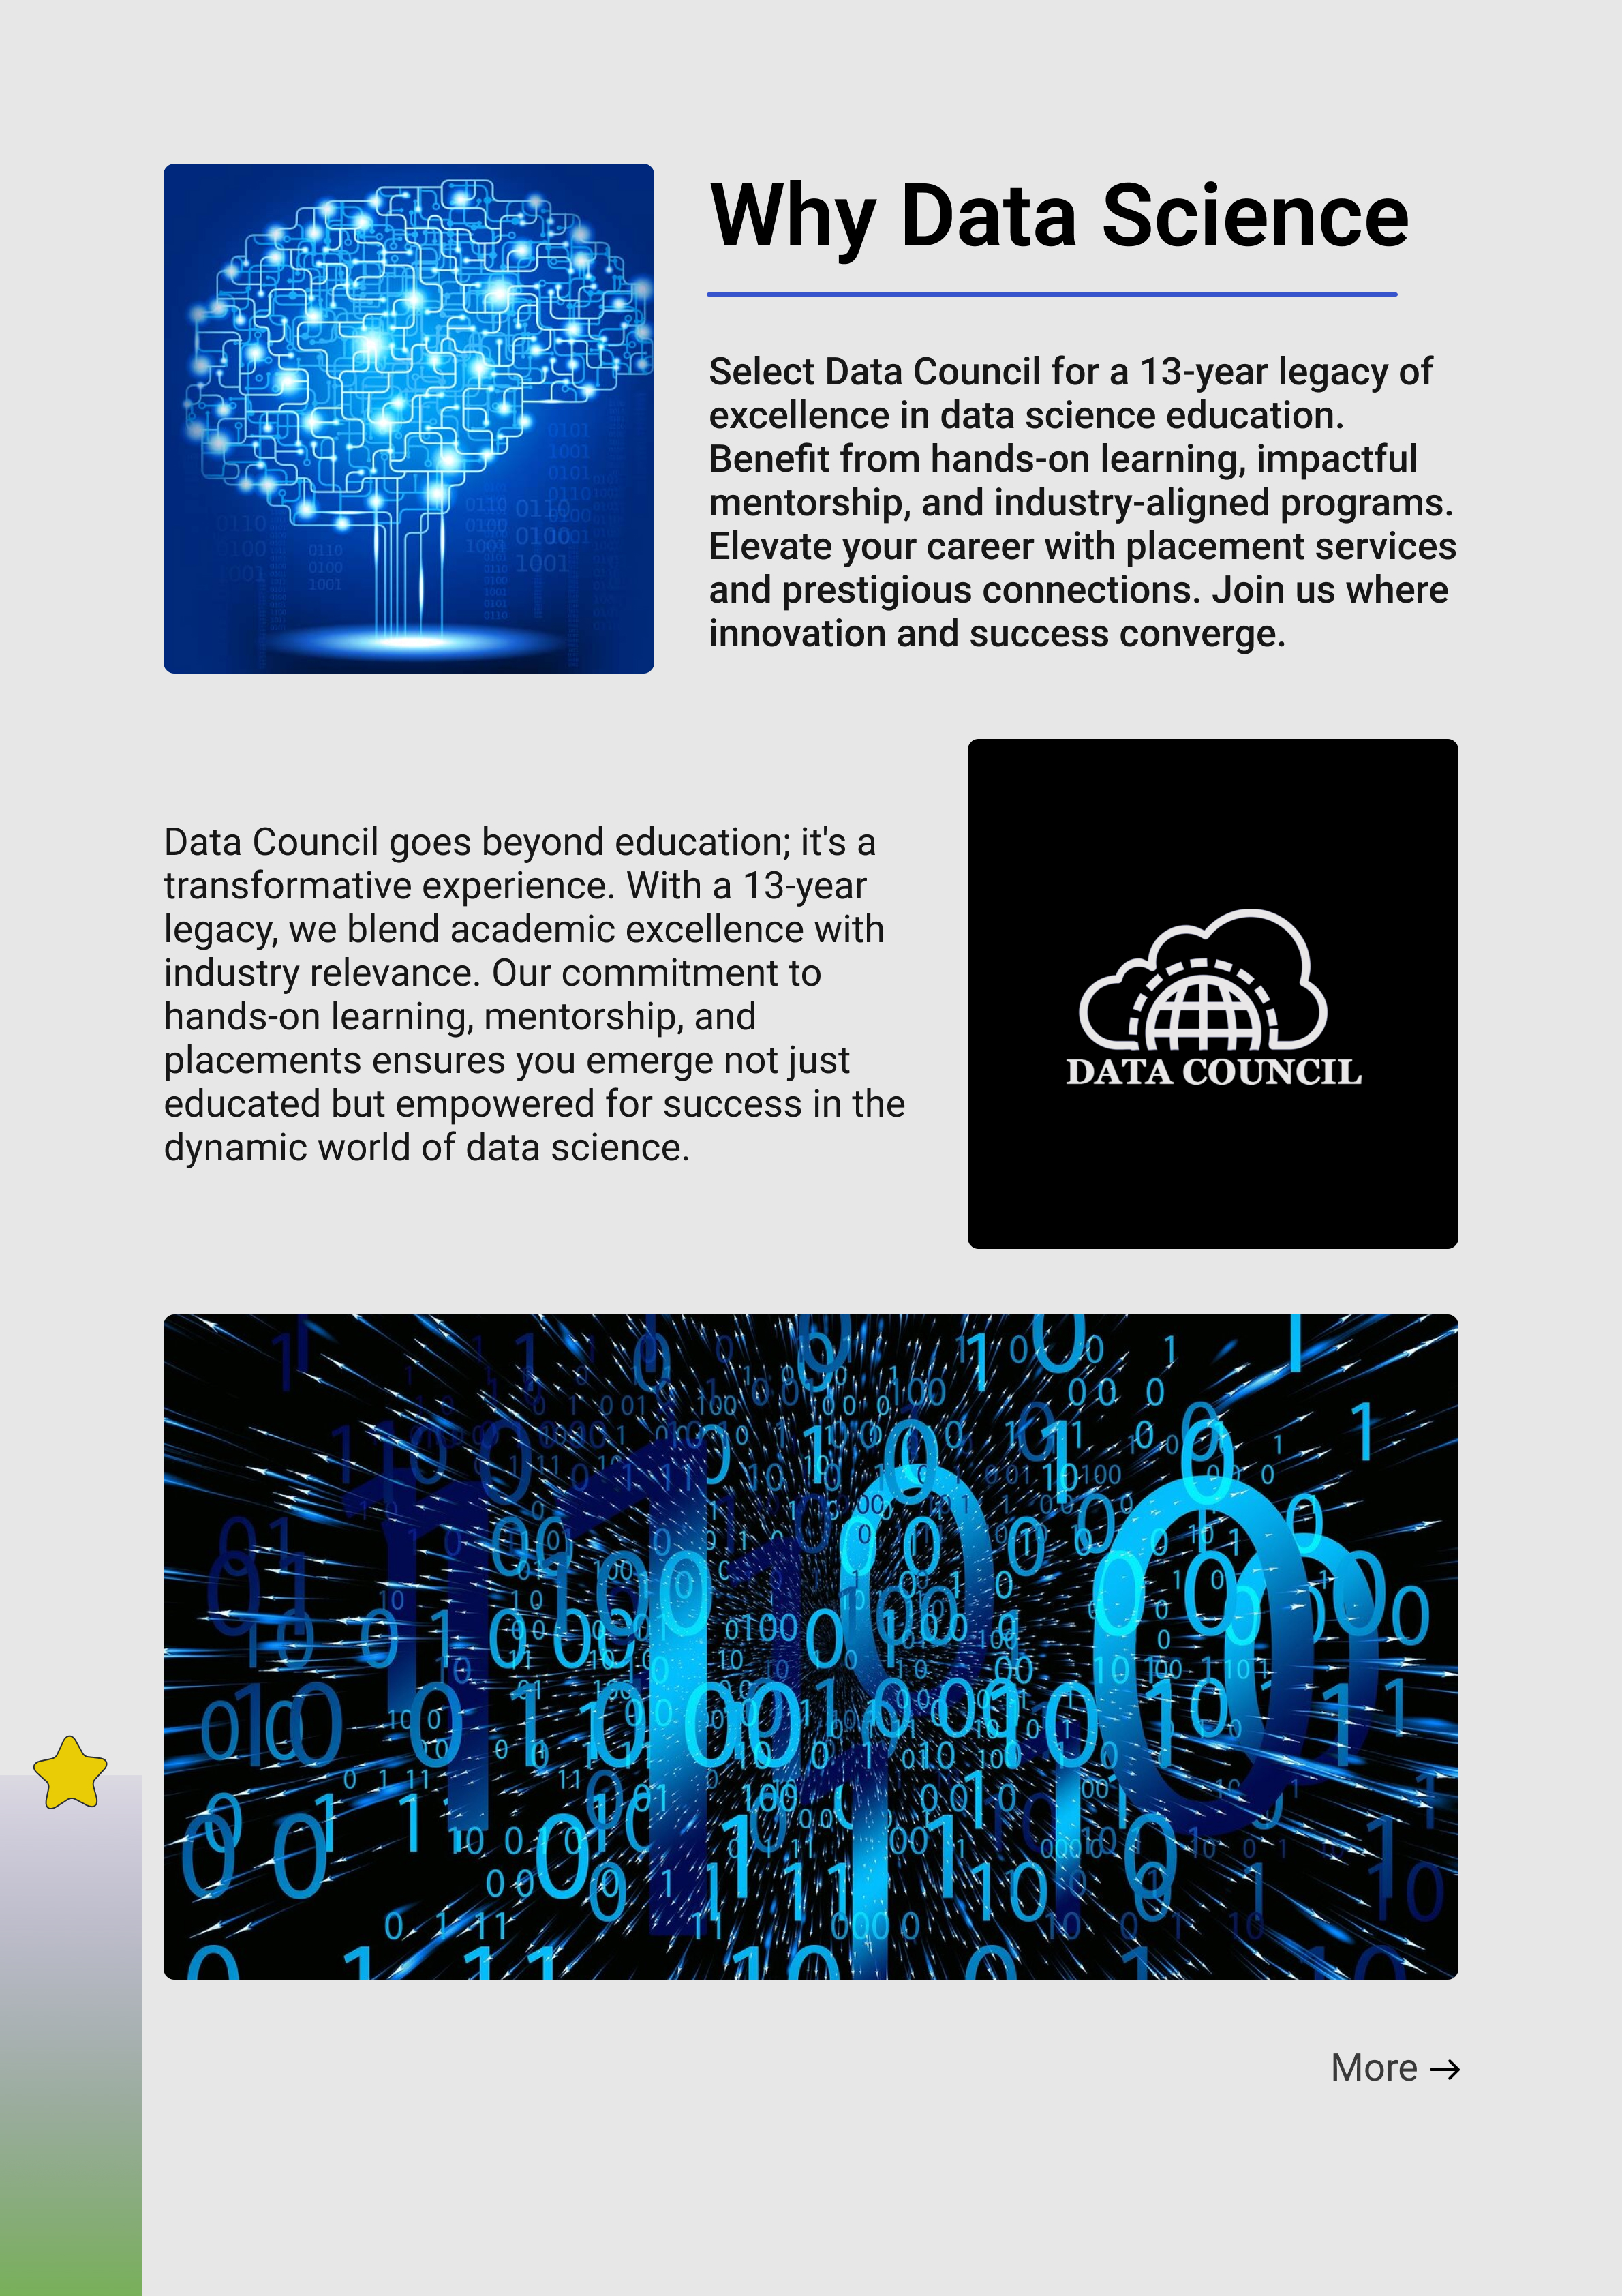 Why Data Science
Select Data Council for a 13-year legacy of
excellence in data science education.
Benefit from hands-on learning, impactful
mentorship, and industry-aligned programs.
Elevate your career with placement services
and prestigious connections. Join us where
innovation and success converge.
Data Council goes beyond education; it's a
transformative experience. With a 13-year
legacy, we blend academic excellence with
industry relevance. Our commitment to
hands-on learning, mentorship, and
placements ensures you emerge not just
educated but empowered for success in the
dynamic world of data science.
DATA COUNCIL
More →